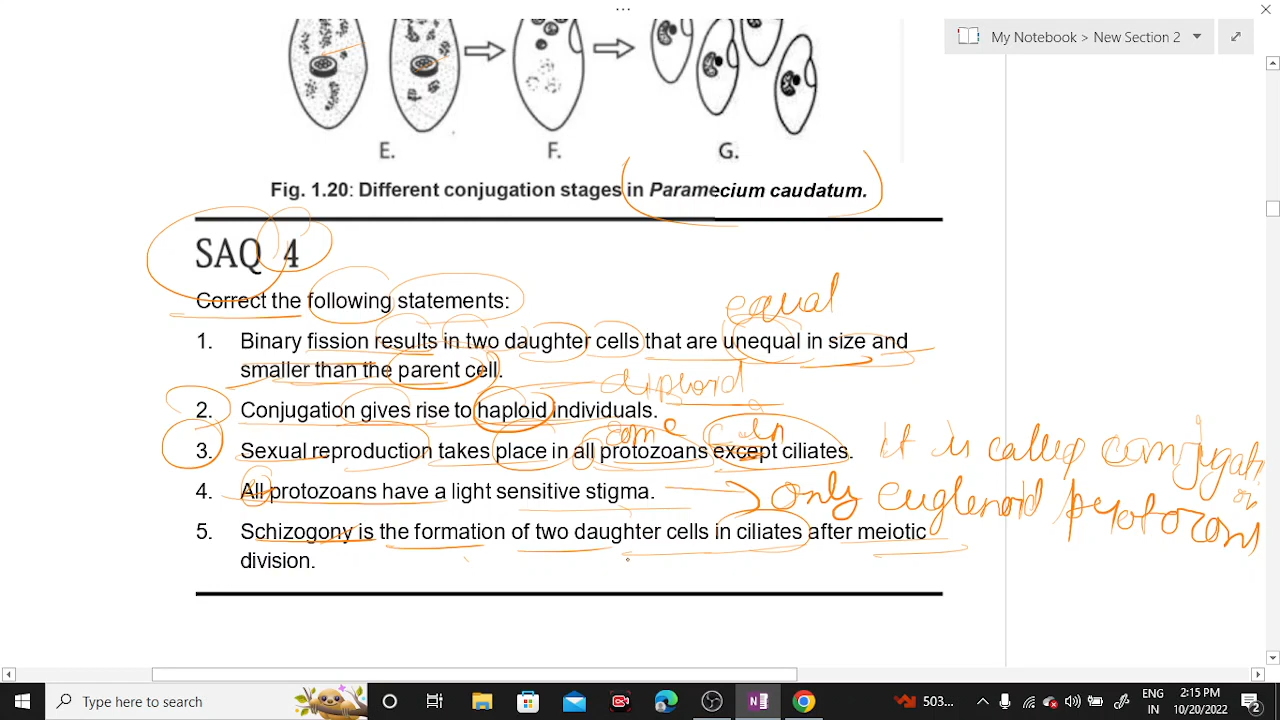 ...
My Notebook > New Section 2
E.
F.
G.
Fig. 1.20: Different conjugation stages in Paramecium caudatum.
SAQ 4
Correct the following statements:
equal
1. Binary fission results in two daughter cells that are unequal in size and
smaller than the parent cell.
diploid
2. Conjugation gives rise to haploid individuals.
some
3. Sexual reproduction takes place in all protozoans except ciliates. It is called conjugation
4. All protozoans have a light sensitive stigma. only euglenoid protozoans
5. Schizogony is the formation of two daughter cells in ciliates after meiotic
division.
Type here to search
503...
ENG
IN
2:15 PM
10/20/2022
2